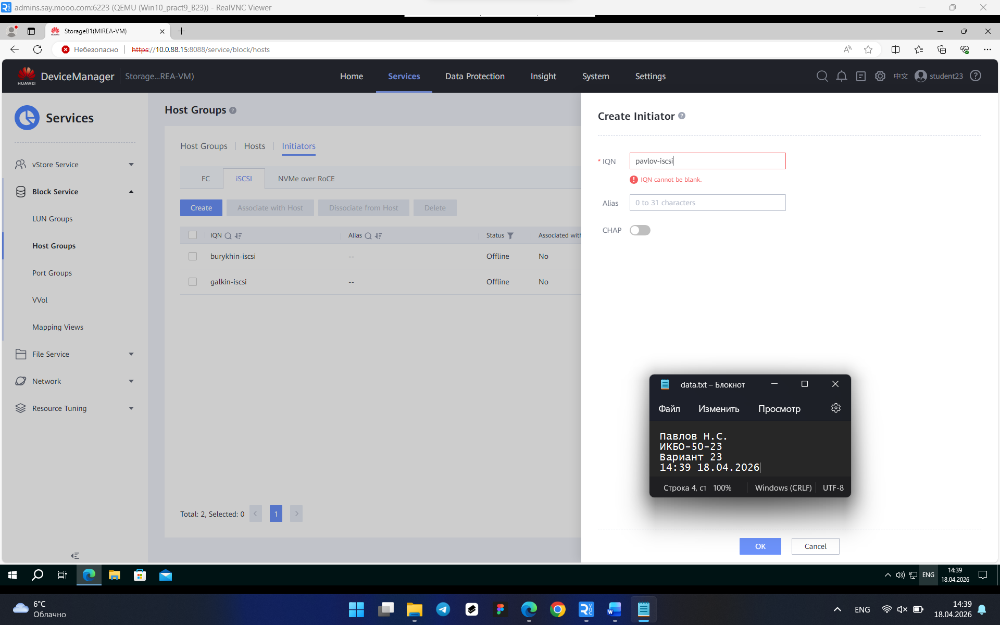 admins.say.mooo.com:6223 (QEMU (Win10_pract9_B23)) - RealVNC Viewer
StorageB1(MIREA-VM)
Небезопасно
https://10.0.88.15:8088/service/block/hosts
HUAWEI
DeviceManager
Storage...REA-VM)
Home
Services
Data Protection
Insight
System
Settings
中文
student23
Services
vStore Service
Block Service
LUN Groups
Host Groups
Port Groups
VVol
Mapping Views
File Service
Network
Resource Tuning
Host Groups
Host Groups
Hosts
Initiators
FC
iSCSI
NVMe over RoCE
Create
Associate with Host
Dissociate from Host
Delete
IQN
Alias
Status
Associated with
burykhin-iscsi
--
Offline
No
galkin-iscsi
--
Offline
No
Total: 2, Selected: 0
1
Create Initiator
* IQN
pavlov-iscsi
IQN cannot be blank.
Alias
0 to 31 characters
CHAP
OK
Cancel
data.txt – Блокнот
Файл
Изменить
Просмотр
Павлов Н.С.
ИКБО-50-23
Вариант 23
14:39 18.04.2026
Строка 4, ст
100%
Windows (CRLF)
UTF-8
ENG
14:39
18.04.2026
6°C
Облачно
ENG
14:39
18.04.2026